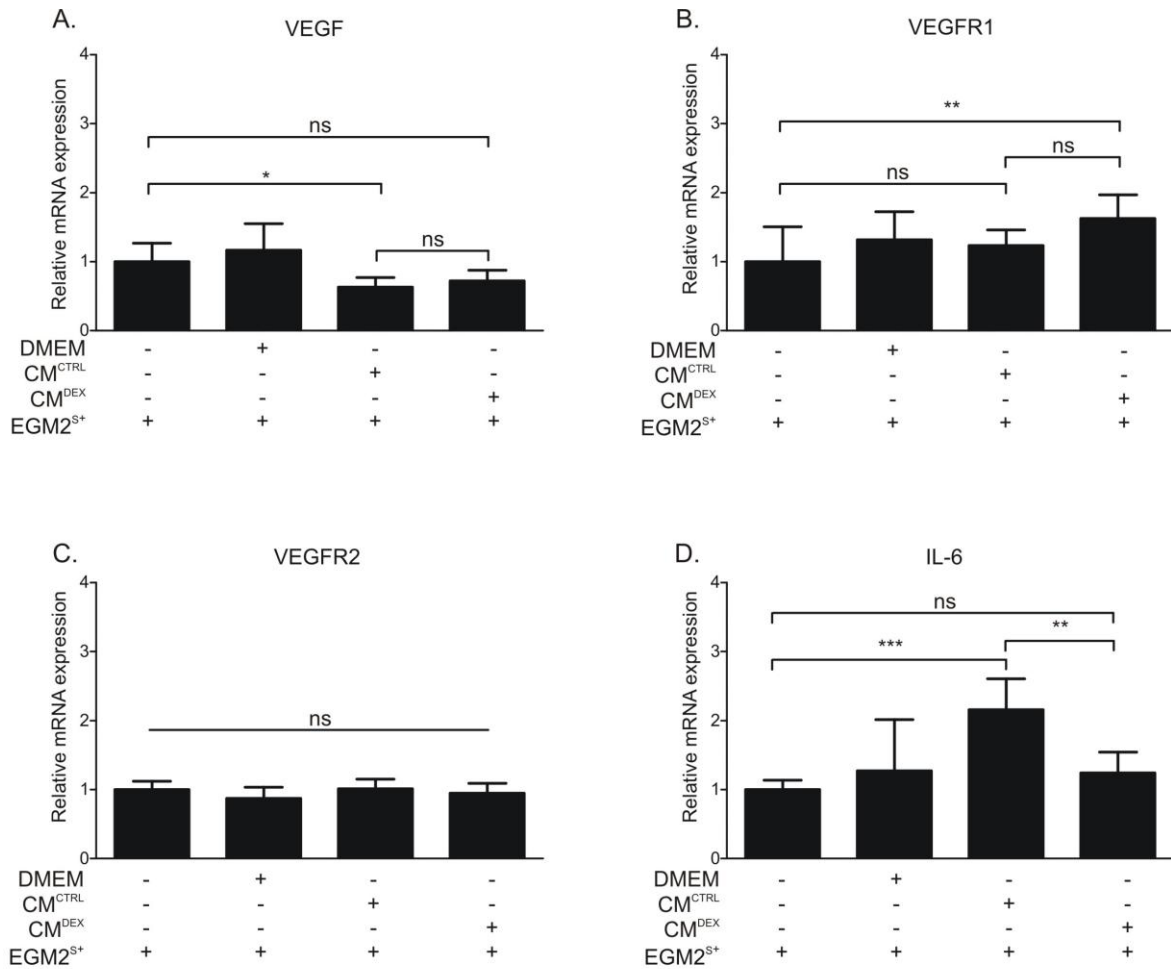 A.
VEGF
Relative mRNA expression
4
3
2
1
0
ns
*
ns
DMEM - + - -
CM^CTRL - - + -
CM^DEX - - - +
EGM2^S+ + + + +
B.
VEGFR1
Relative mRNA expression
4
3
2
1
0
**
ns
ns
DMEM - + - -
CM^CTRL - - + -
CM^DEX - - - +
EGM2^S+ + + + +
C.
VEGFR2
Relative mRNA expression
4
3
2
1
0
ns
DMEM - + - -
CM^CTRL - - + -
CM^DEX - - - +
EGM2^S+ + + + +
D.
IL-6
Relative mRNA expression
4
3
2
1
0
ns
**
***
DMEM - + - -
CM^CTRL - - + -
CM^DEX - - - +
EGM2^S+ + + + +